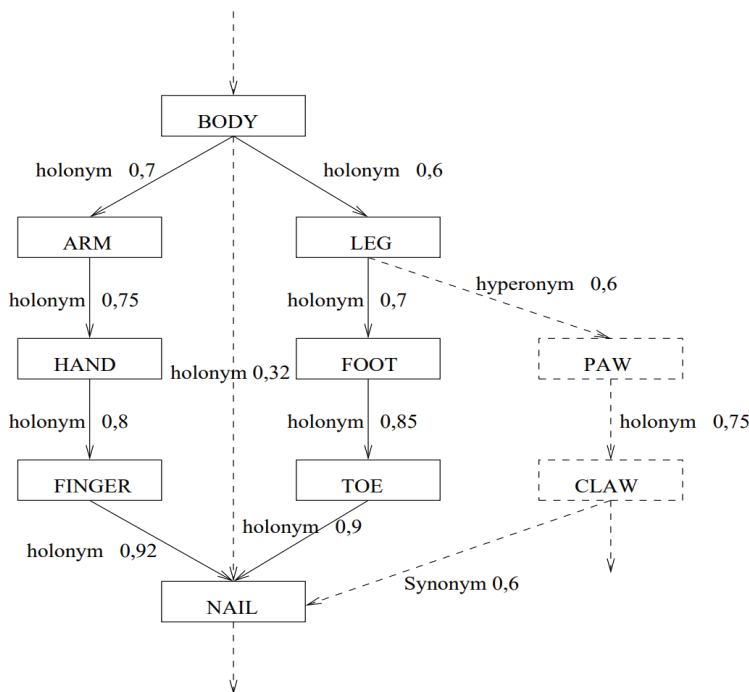 BODY
holonym 0,7
holonym 0,6
ARM
LEG
hyperonym 0,6
holonym 0,75
holonym 0,7
HAND
holonym 0,32
FOOT
PAW
holonym 0,8
holonym 0,85
holonym 0,75
FINGER
TOE
CLAW
holonym 0,92
holonym 0,9
Synonym 0,6
NAIL